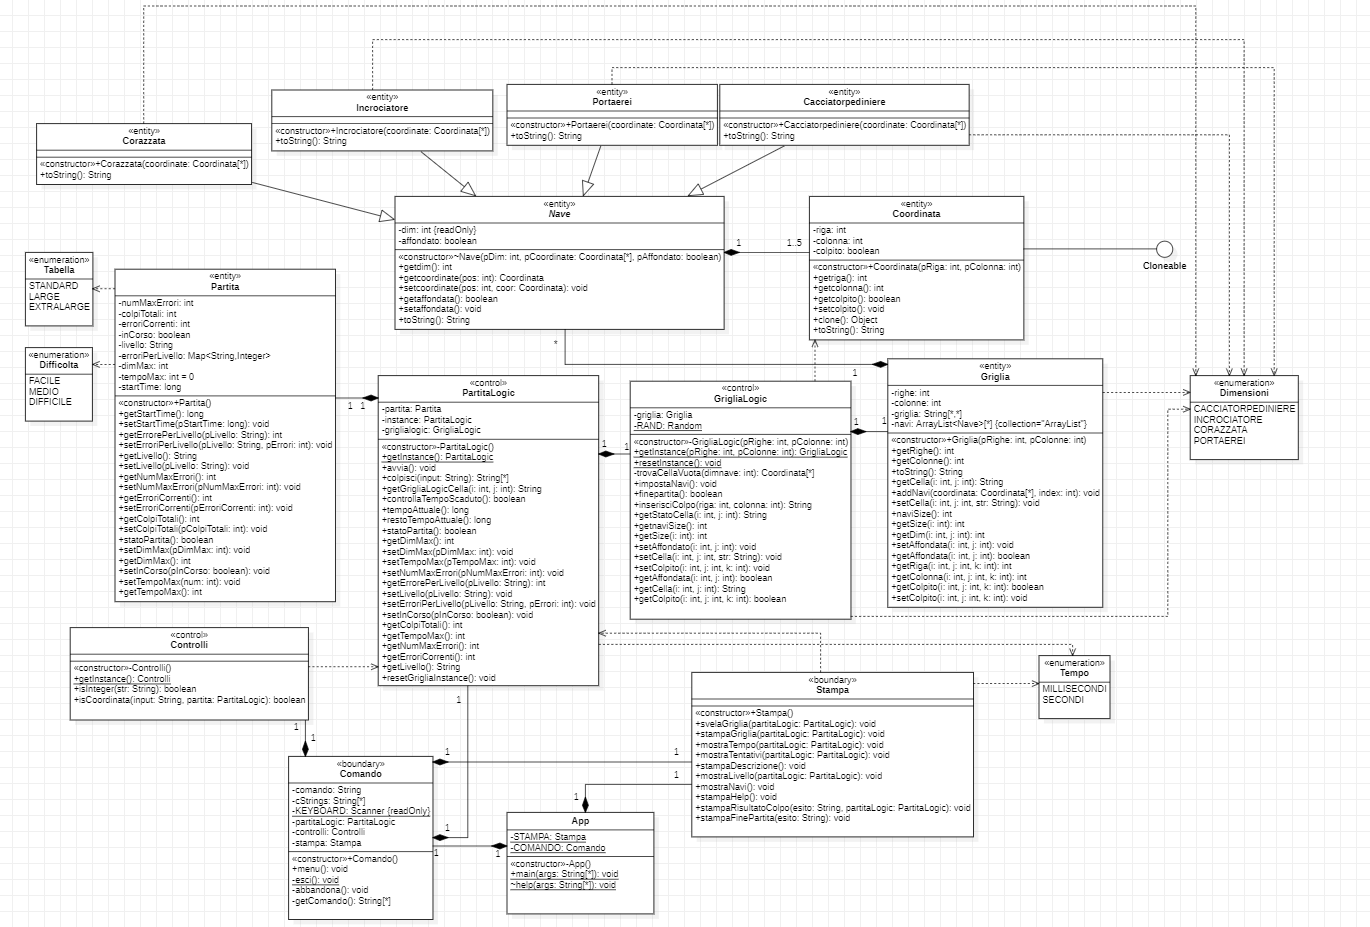 «entity»
Corazzata
«constructor»+Corazzata(coordinate: Coordinata[*])
+toString(): String
«entity»
Incrociatore
«constructor»+Incrociatore(coordinate: Coordinata[*])
+toString(): String
«entity»
Portaerei
«constructor»+Portaerei(coordinate: Coordinata[*])
+toString(): String
«entity»
Cacciatorpediniere
«constructor»+Cacciatorpediniere(coordinate: Coordinata[*])
+toString(): String
«entity»
Nave
-dim: int {readOnly}
-affondato: boolean
«constructor»~Nave(pDim: int, pCoordinate: Coordinata[*], pAffondato: boolean)
+getdim(): int
+getcoordinate(pos: int): Coordinata
+setcoordinate(pos: int, coor: Coordinata): void
+getaffondata(): boolean
+setaffondata(): void
+toString(): String
1
1..5
«entity»
Coordinata
-riga: int
-colonna: int
-colpito: boolean
«constructor»+Coordinata(pRiga: int, pColonna: int)
+getriga(): int
+getcolonna(): int
+getcolpito(): boolean
+setcolpito(): void
+clone(): Object
+toString(): String
Cloneable
«enumeration»
Tabella
STANDARD
LARGE
EXTRALARGE
«enumeration»
Difficolta
FACILE
MEDIO
DIFFICILE
«entity»
Partita
-numMaxErrori: int
-colpiTotali: int
-erroriCorrenti: int
-inCorso: boolean
-livello: String
-erroriPerLivello: Map<String,Integer>
-dimMax: int
-tempoMax: int = 0
-startTime: long
«constructor»+Partita()
+getStartTime(): long
+setStartTime(pStartTime: long): void
+getErrorePerLivello(pLivello: String): int
+setErroriPerLivello(pLivello: String, pErrori: int): void
+getLivello(): String
+setLivello(pLivello: String): void
+getNumMaxErrori(): int
+setNumMaxErrori(pNumMaxErrori: int): void
+getErroriCorrenti(): int
+setErroriCorrenti(pErroriCorrenti: int): void
+getColpiTotali(): int
+setColpiTotali(pColpiTotali: int): void
+statoPartita(): boolean
+setDimMax(pDimMax: int): void
+getDimMax(): int
+setInCorso(pInCorso: boolean): void
+getTempoMax(): long
+setTempoMax(num: int): void
+getTempoMax(): int
1
1
«control»
PartitaLogic
-partita: Partita
-instance: PartitaLogic
-griglialogic: GrigliaLogic
«constructor»-PartitaLogic()
+getInstance(): PartitaLogic
+avvia(): void
+colpisci(input: String): String[*]
+getGrigliaLogicCella(i: int, j: int): String
+controllaTempoScaduto(): boolean
+tempoAttuale(): long
+restoTempoAttuale(): long
+statoPartita(): boolean
+getDimMax(): int
+setDimMax(pDimMax: int): void
+setTempoMax(pTempoMax: int): void
+setNumMaxErrori(pNumMaxErrori: int): void
+getErrorePerLivello(pLivello: String): int
+setLivello(pLivello: String): void
+setErroriPerLivello(pLivello: String, pErrori: int): void
+setInCorso(pInCorso: boolean): void
+getColpiTotali(): int
+getTempoMax(): int
+getNumMaxErrori(): int
+getErroriCorrenti(): int
+getLivello(): String
+resetGrigliaInstance(): void
1
1
«control»
GrigliaLogic
-griglia: Griglia
-RAND: Random
«constructor»-GrigliaLogic(pRighe: int, pColonne: int)
+getInstance(pRighe: int, pColonne: int): GrigliaLogic
+resetInstance(): void
-trovaCellaVuota(dimnave: int): Coordinata[*]
+impostaNavi(): void
+finepartita(): boolean
+inserisciColpo(riga: int, colonna: int): String
+getStatoCella(i: int, j: int): String
+getnaviSize(): int
+getSize(i: int): int
+setAffondato(i: int, j: int): void
+setCella(i: int, j: int, str: String): void
+setColpito(i: int, j: int, k: int): void
+getAffondata(i: int, j: int): boolean
+getCella(i: int, j: int): String
+getColpito(i: int, j: int, k: int): boolean
*
1
1
1
«entity»
Griglia
-righe: int
-colonne: int
-griglia: String[*,*]
-navi: ArrayList<Nave>[*] {collection="ArrayList"}
«constructor»+Griglia(pRighe: int, pColonne: int)
+getRighe(): int
+getColonne(): int
+toString(): String
+getCella(i: int, j: int): String
+addNavi(coordinata: Coordinata[*], index: int): void
+setCella(i: int, j: int, str: String): void
+naviSize(): int
+getSize(i: int): int
+getDim(i: int, j: int): int
+setAffondata(i: int, j: int): void
+getAffondata(i: int, j: int): boolean
+getRiga(i: int, j: int, k: int): int
+getColonna(i: int, j: int, k: int): int
+getColpito(i: int, j: int, k: int): boolean
+setColpito(i: int, j: int, k: int): void
«enumeration»
Dimensioni
CACCIATORPEDINIERE
INCROCIATORE
CORAZZATA
PORTAEREI
«control»
Controlli
«constructor»-Controlli()
+getInstance(): Controlli
+isInteger(str: String): boolean
+isCoordinata(input: String, partita: PartitaLogic): boolean
1
1
«enumeration»
Tempo
MILLISECONDI
SECONDI
«boundary»
Stampa
«constructor»+Stampa()
+svelaGriglia(partitaLogic: PartitaLogic): void
+stampaGriglia(partitaLogic: PartitaLogic): void
+mostraTempo(partitaLogic: PartitaLogic): void
+mostraTentativi(partitaLogic: PartitaLogic): void
+stampaDescrizione(): void
+mostraLivello(partitaLogic: PartitaLogic): void
+mostraNavi(): void
+stampaHelp(): void
+stampaRisultatoColpo(esito: String, partitaLogic: PartitaLogic): void
+stampaFinePartita(esito: String): void
«boundary»
Comando
-comando: String
-cStrings: String[*]
-KEYBOARD: Scanner {readOnly}
-partitaLogic: PartitaLogic
-controlli: Controlli
-stampa: Stampa
«constructor»+Comando()
+menu(): void
-esci(): void
-abbandona(): void
-getComando(): String[*]
1
1
1
1
1
1
1
1
App
-STAMPA: Stampa
-COMANDO: Comando
«constructor»-App()
+main(args: String[*]): void
~help(args: String[*]): void